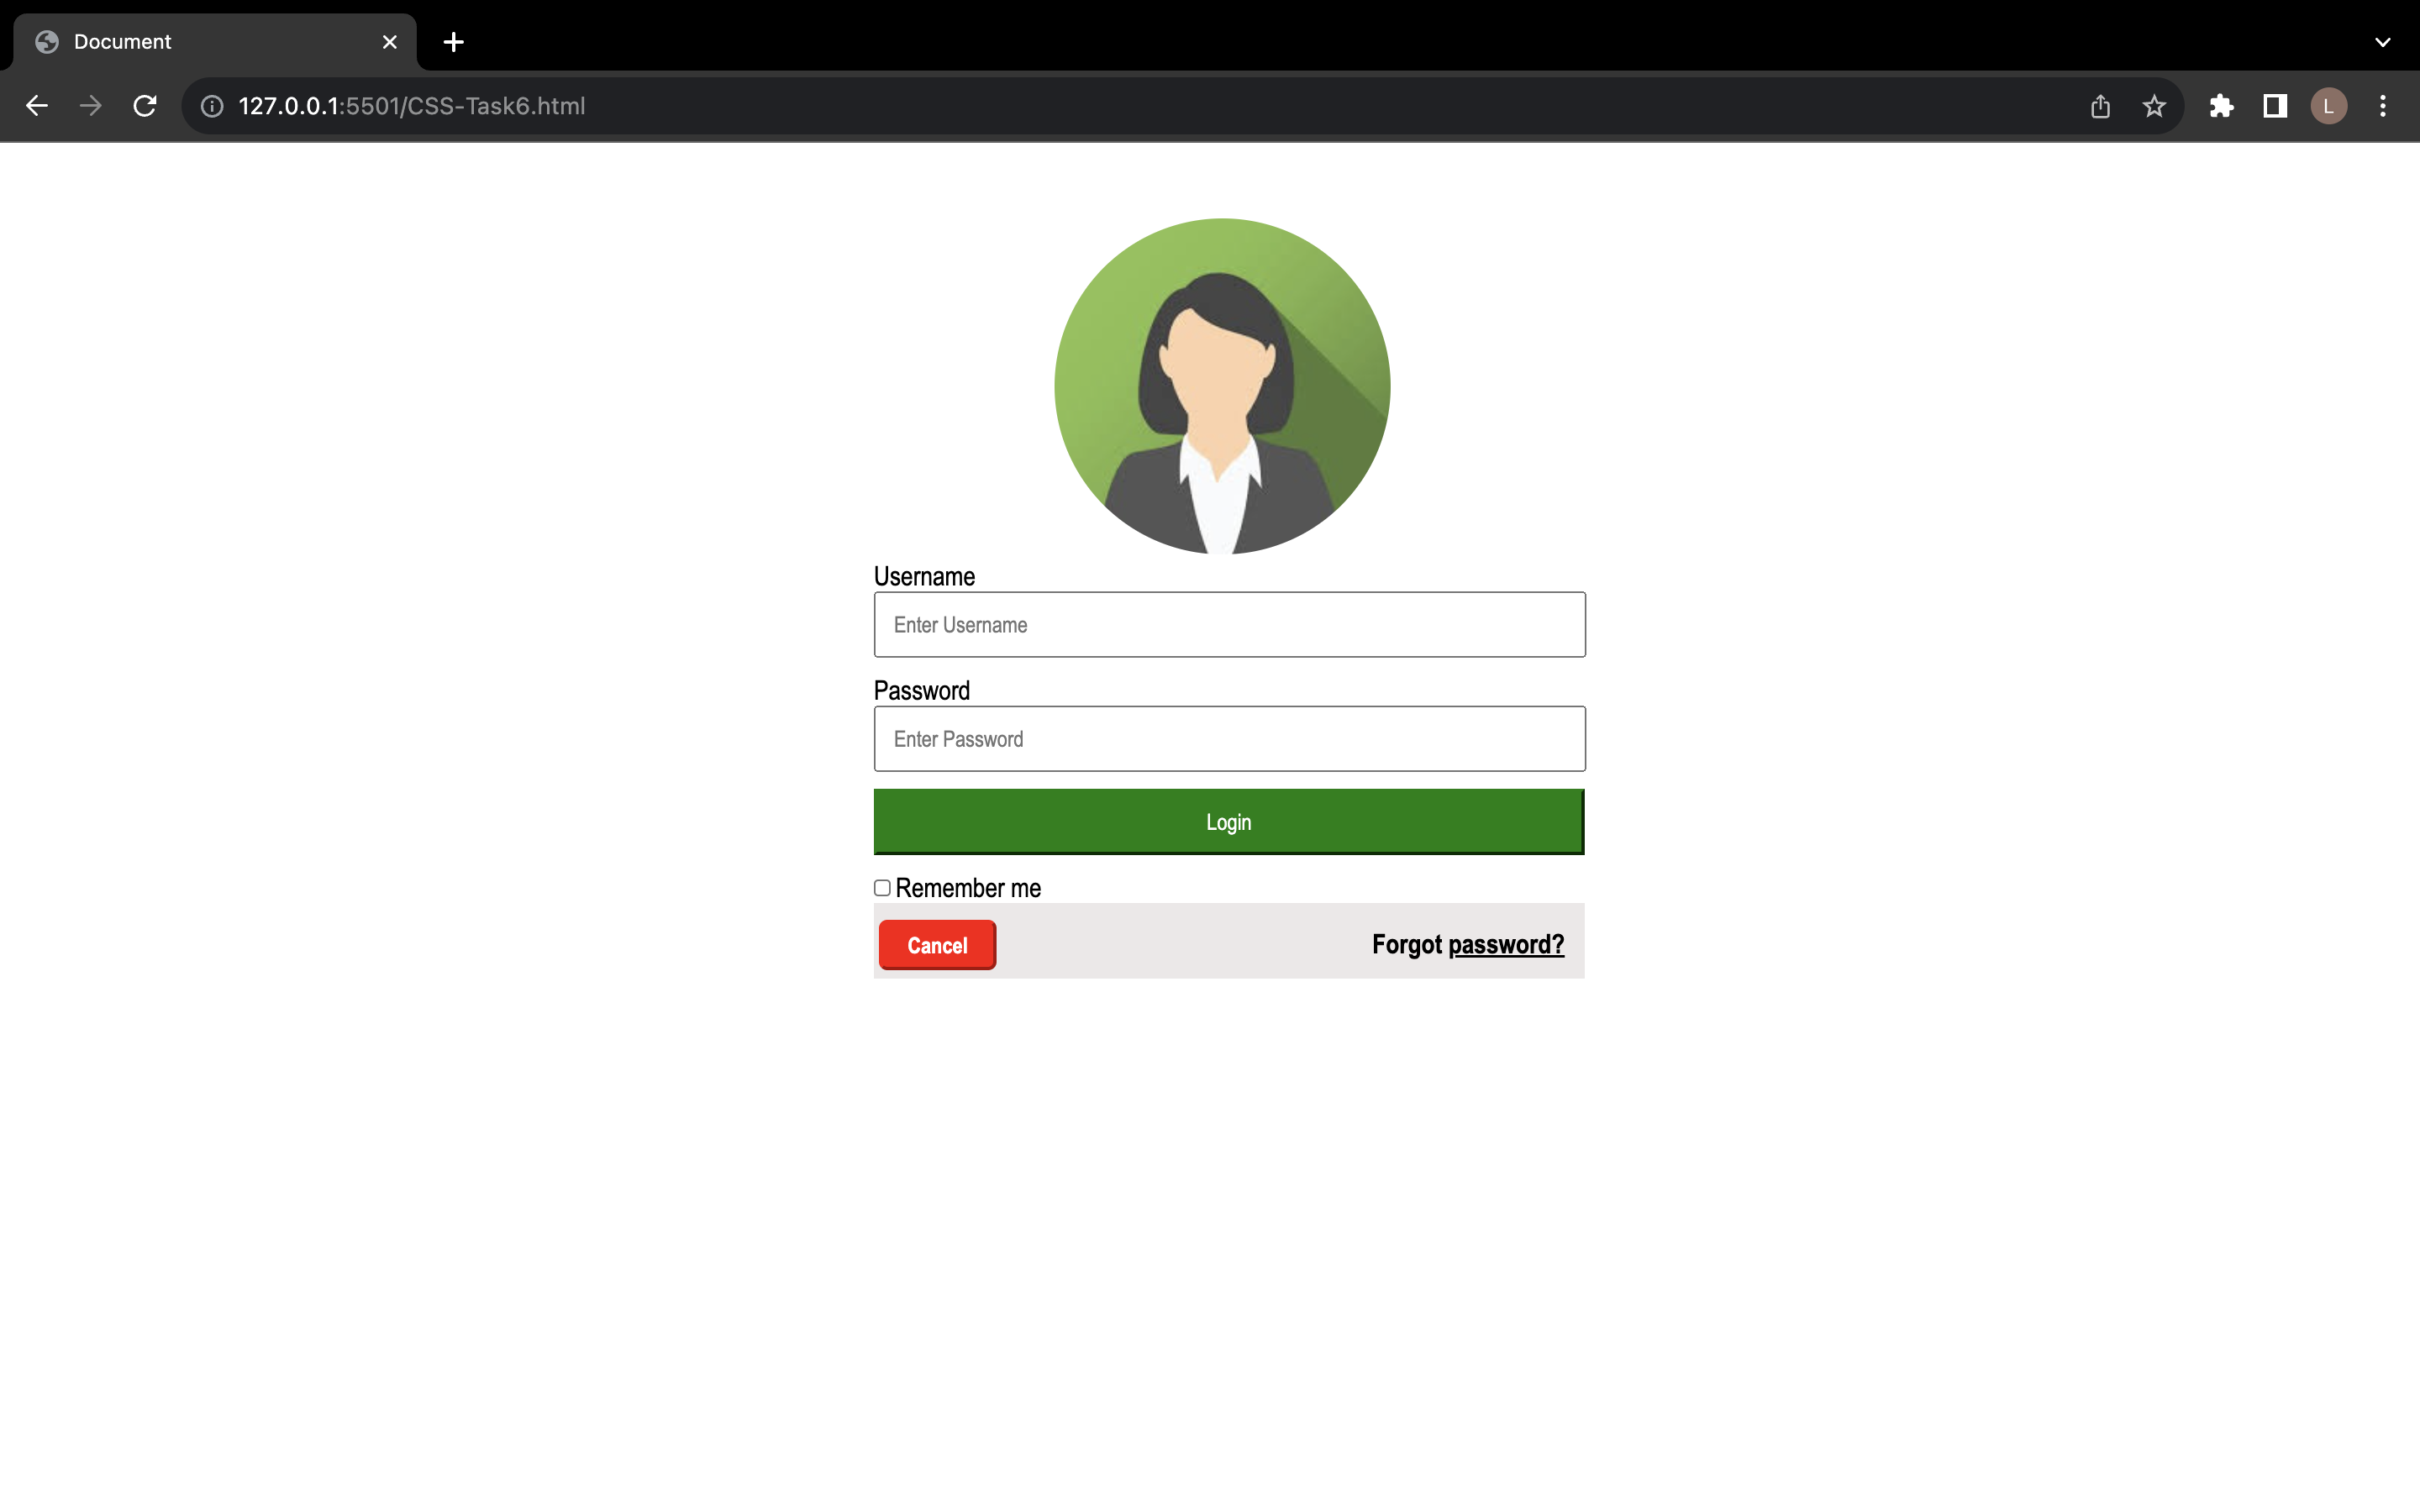 Document
127.0.0.1:5501/CSS-Task6.html
L
Username
Enter Username
Password
Enter Password
Login
Remember me
Cancel Forgot password?